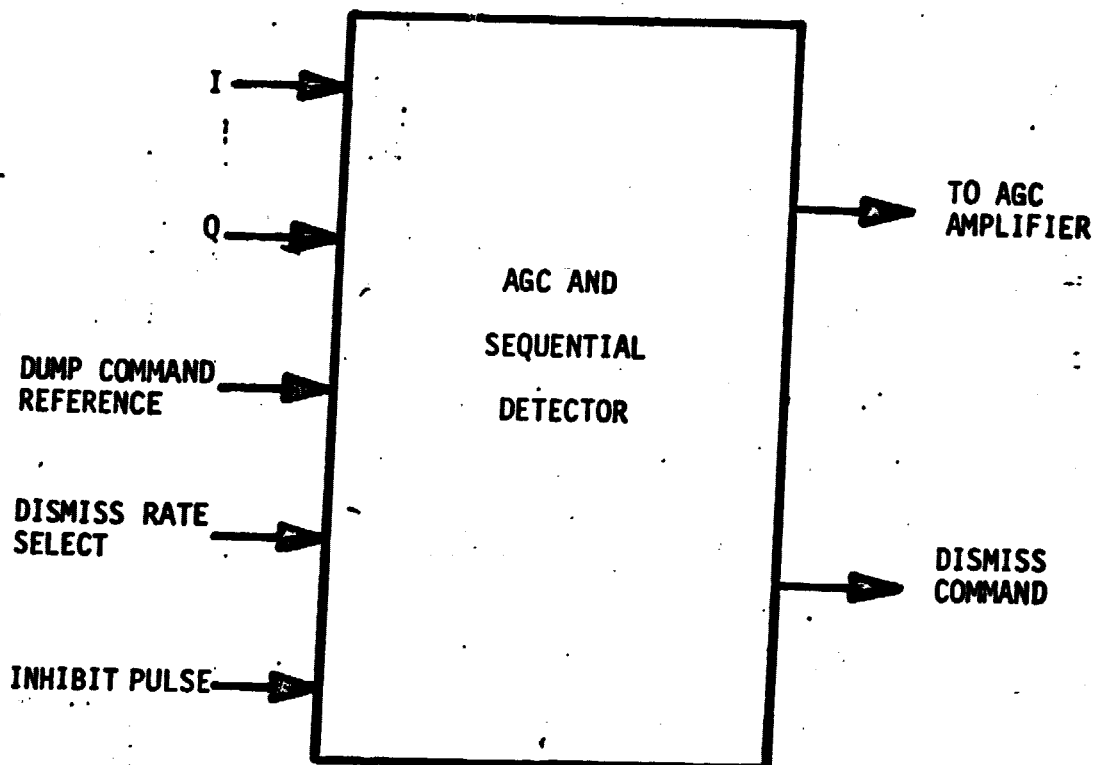 I
Q
DUMP COMMAND
REFERENCE
DISMISS RATE
SELECT
INHIBIT PULSE
AGC AND
SEQUENTIAL
DETECTOR
TO AGC
AMPLIFIER
DISMISS
COMMAND